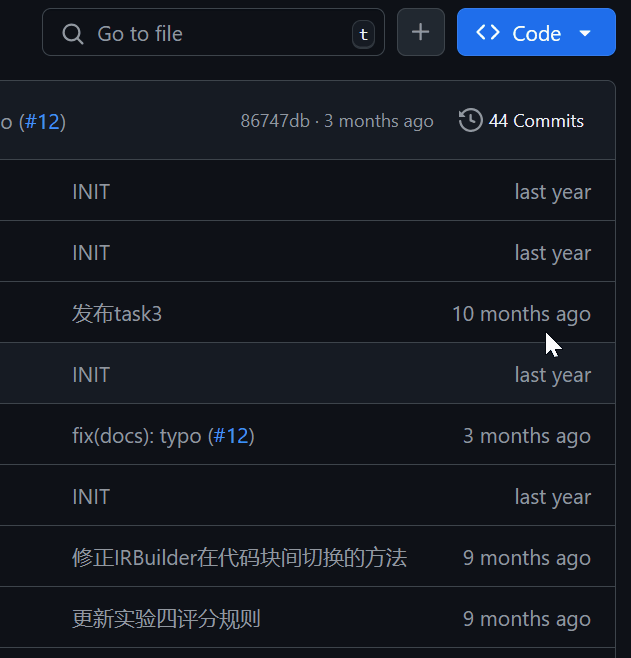 Go to file t + Code
o (#12) 86747db · 3 months ago 44 Commits
INIT last year
INIT last year
发布task3 10 months ago
INIT last year
fix(docs): typo (#12) 3 months ago
INIT last year
修正IRBuilder在代码块间切换的方法 9 months ago
更新实验四评分规则 9 months ago